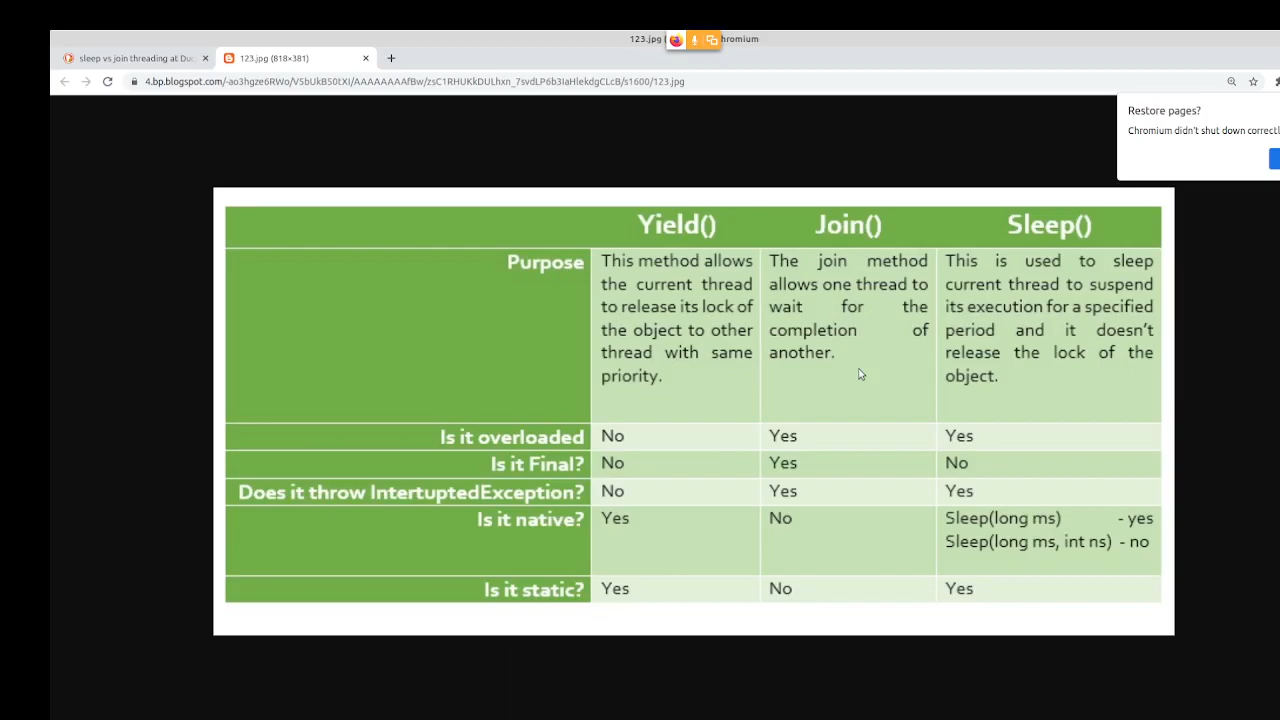 123.jpg (
hromium
sleep vs join threading at Duc
123.jpg (818×381)
4.bp.blogspot.com/-ao3hgze6RWo/V5bUkB50tXI/AAAAAAAAfBw/zsC1RHUKkDULhxn_7svdLP6b3IaHlekdgCLcB/s1600/123.jpg
Restore pages?
Chromium didn't shut down correctl
Yield() Join() Sleep()
Purpose
This method allows
the current thread
to release its lock of
the object to other
thread with same
priority.
The join method
allows one thread to
wait for the
completion of
another.
This is used to sleep
current thread to suspend
its execution for a specified
period and it doesn't
release the lock of the
object.
Is it overloaded No Yes Yes
Is it Final? No Yes No
Does it throw IntertuptedException? No Yes Yes
Is it native? Yes No Sleep(long ms) - yes
Sleep(long ms, int ns) - no
Is it static? Yes No Yes